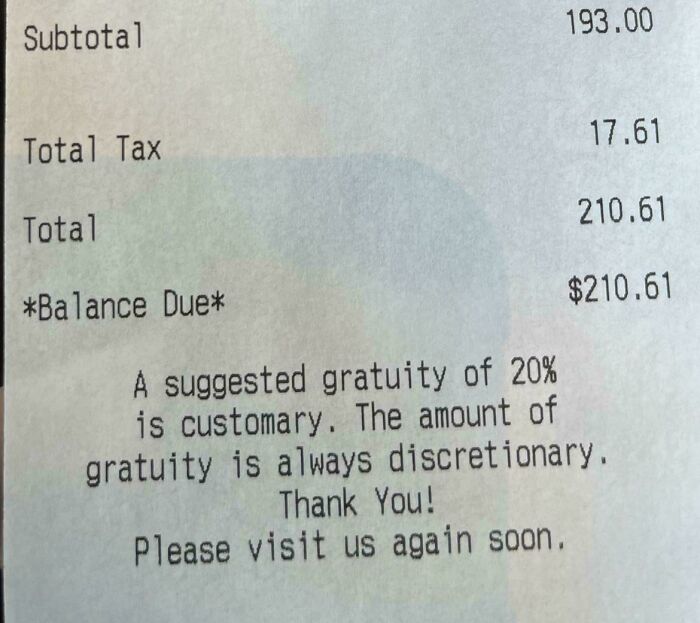 Subtotal 193.00
Total Tax 17.61
Total 210.61
*Balance Due* $210.61
A suggested gratuity of 20%
is customary. The amount of
gratuity is always discretionary.
Thank You!
Please visit us again soon.